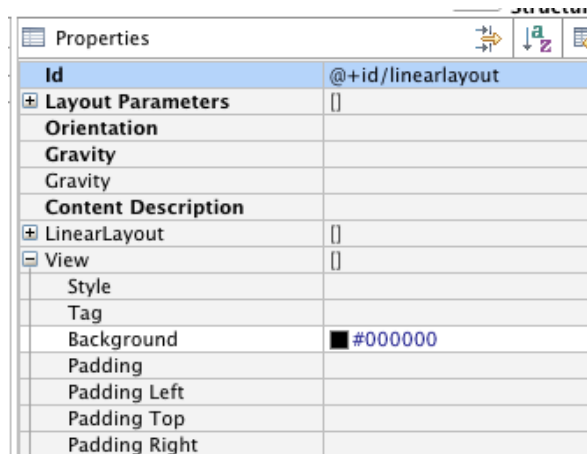 Structu
Properties
Id @+id/linearlayout
Layout Parameters []
Orientation
Gravity
Gravity
Content Description
LinearLayout []
View []
Style
Tag
Background #000000
Padding
Padding Left
Padding Top
Padding Right